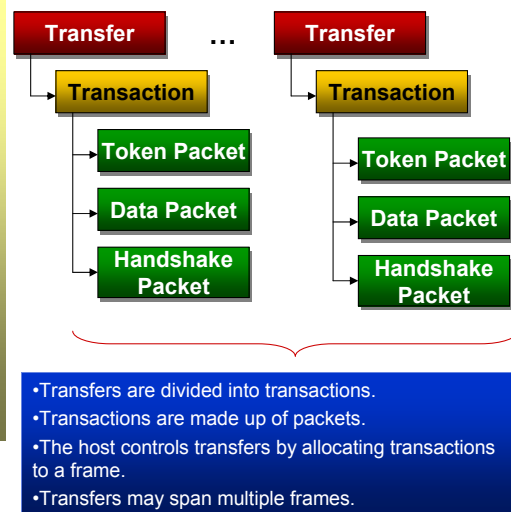 Transfer
...
Transfer
Transaction
Transaction
Token Packet
Token Packet
Data Packet
Data Packet
Handshake
Packet
Handshake
Packet
•Transfers are divided into transactions.
•Transactions are made up of packets.
•The host controls transfers by allocating transactions
to a frame.
•Transfers may span multiple frames.